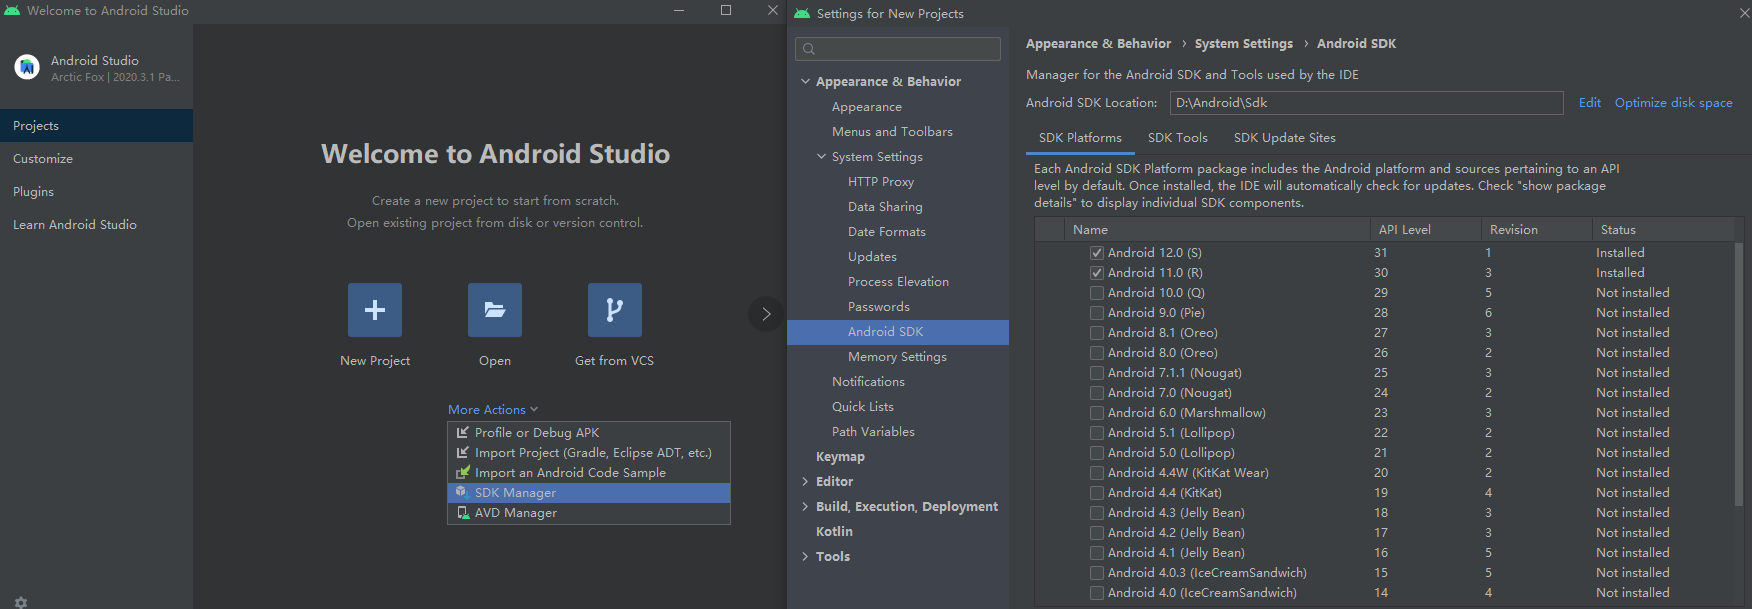 Welcome to Android Studio
Android Studio
Arctic Fox | 2020.3.1 Pa...
Projects
Customize
Plugins
Learn Android Studio
Welcome to Android Studio
Create a new project to start from scratch.
Open existing project from disk or version control.
New Project
Open
Get from VCS
More Actions
Profile or Debug APK
Import Project (Gradle, Eclipse ADT, etc.)
Import an Android Code Sample
SDK Manager
AVD Manager
Settings for New Projects
Appearance & Behavior
Appearance
Menus and Toolbars
System Settings
HTTP Proxy
Data Sharing
Date Formats
Updates
Process Elevation
Passwords
Android SDK
Memory Settings
Notifications
Quick Lists
Path Variables
Keymap
Editor
Build, Execution, Deployment
Kotlin
Tools
Appearance & Behavior › System Settings › Android SDK
Manager for the Android SDK and Tools used by the IDE
Android SDK Location: D:\Android\Sdk Edit Optimize disk space
SDK Platforms SDK Tools SDK Update Sites
Each Android SDK Platform package includes the Android platform and sources pertaining to an API
level by default. Once installed, the IDE will automatically check for updates. Check "show package
details" to display individual SDK components.
Name API Level Revision Status
Android 12.0 (S) 31 1 Installed
Android 11.0 (R) 30 3 Installed
Android 10.0 (Q) 29 5 Not installed
Android 9.0 (Pie) 28 6 Not installed
Android 8.1 (Oreo) 27 3 Not installed
Android 8.0 (Oreo) 26 2 Not installed
Android 7.1.1 (Nougat) 25 3 Not installed
Android 7.0 (Nougat) 24 2 Not installed
Android 6.0 (Marshmallow) 23 3 Not installed
Android 5.1 (Lollipop) 22 2 Not installed
Android 5.0 (Lollipop) 21 2 Not installed
Android 4.4W (KitKat Wear) 20 2 Not installed
Android 4.4 (KitKat) 19 4 Not installed
Android 4.3 (Jelly Bean) 18 3 Not installed
Android 4.2 (Jelly Bean) 17 3 Not installed
Android 4.1 (Jelly Bean) 16 5 Not installed
Android 4.0.3 (IceCreamSandwich) 15 5 Not installed
Android 4.0 (IceCreamSandwich) 14 4 Not installed